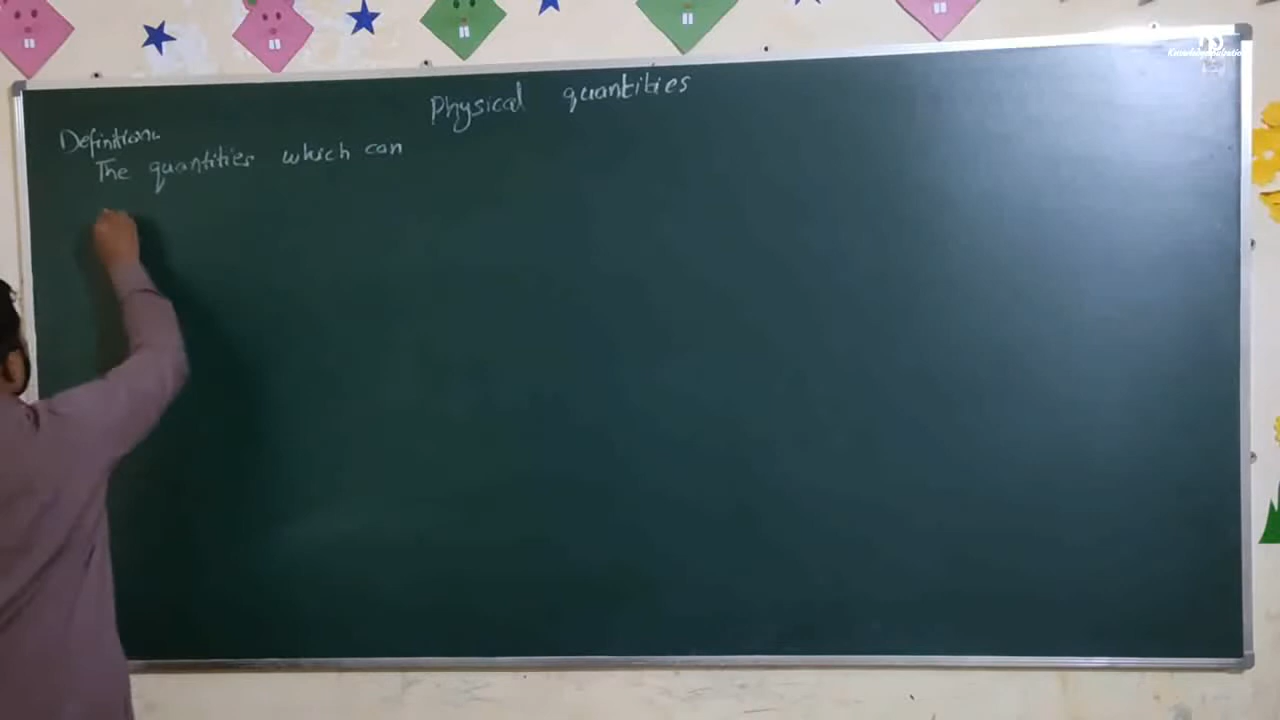 Physical quantities
Definition:
The quantities which can